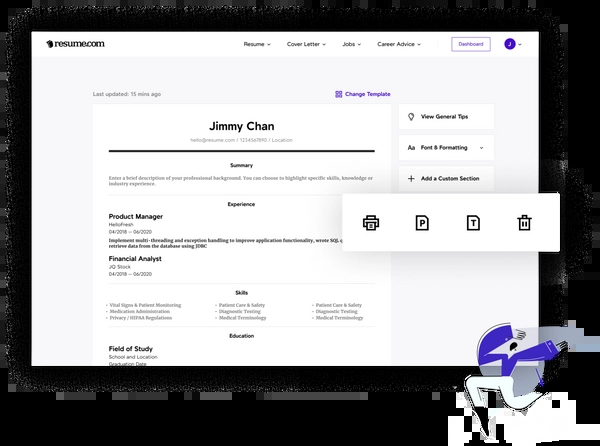 resume.com
Resume
Cover Letter
Jobs
Career Advice
Dashboard
J
Last updated: 15 mins ago
Change Template
Jimmy Chan
View General Tips
Aa Font & Formatting
Add a Custom Section
Summary
Enter a brief description of your professional background. You can choose to highlight specific skills, knowledge or
industry experience.
Experience
Product Manager
HelloFresh
04/2018 – 06/2020
Implement multi-threading and exception handling to improve application functionality, wrote SQL
retrieve data from the database using JDBC
P
T
Financial Analyst
JQ Stock
04/2018 – 06/2020
Skills
• Vital Signs & Patient Monitoring • Patient Care & Safety • Patient Care & Safety
• Medication Administration • Diagnostic Testing • Diagnostic Testing
• Privacy / HIPAA Regulations • Medical Terminology • Medical Terminology
Education
Field of Study
School and Location
Graduation Date